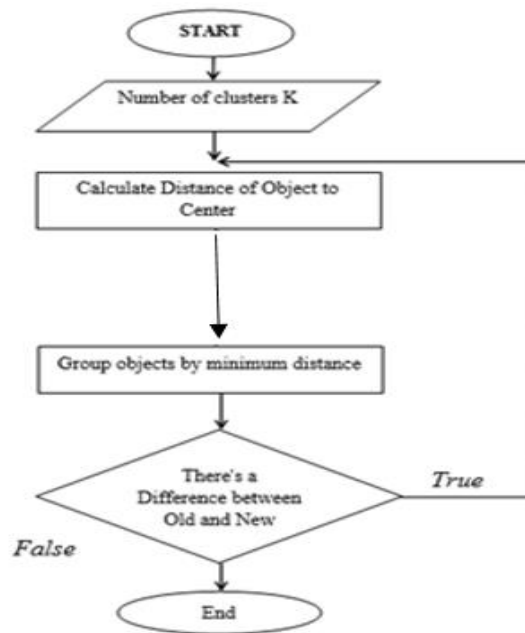 START
Number of clusters K
Calculate Distance of Object to
Center
Group objects by minimum distance
There's a
Difference between
Old and New
True
False
End